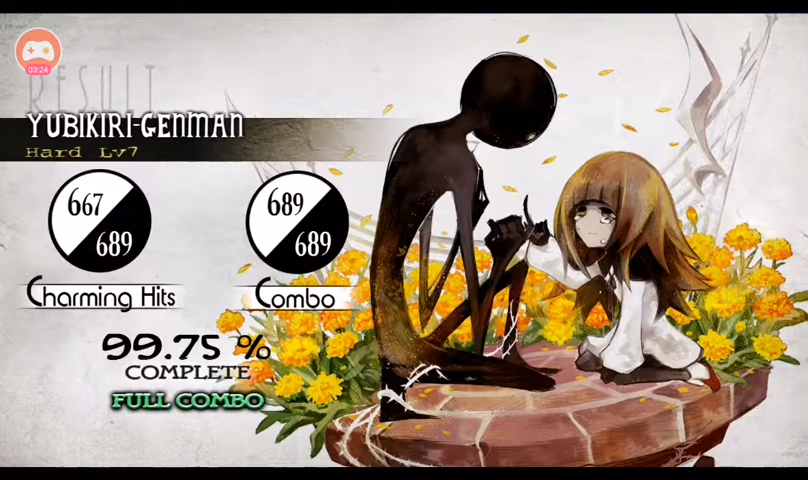 03:24
RESULT
YUBIKIRI-GENMAN
Hard Lv7
667
689
689
689
Charming Hits
Combo
99.75 %
COMPLETE
FULL COMBO